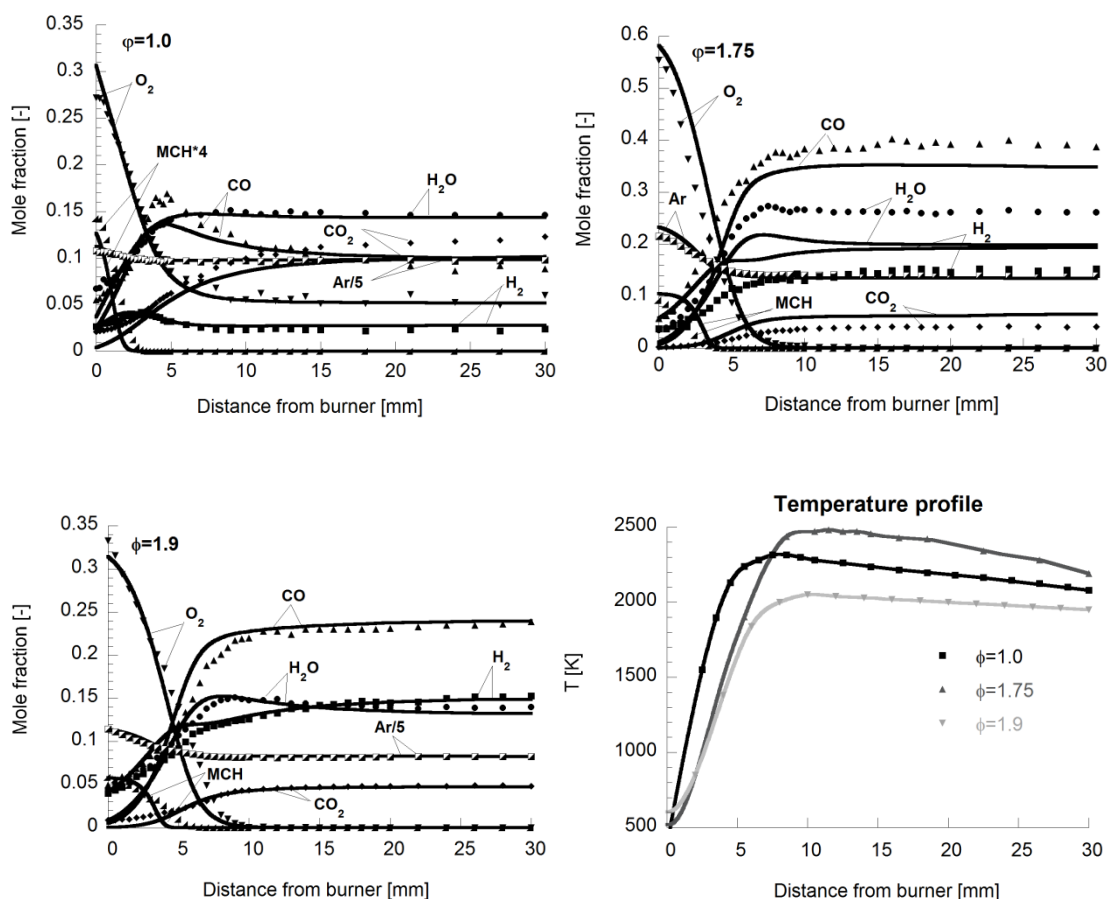 φ=1.0
Mole fraction [-]
0.35
0.3
0.25
0.2
0.15
0.1
0.05
0
O2
MCH*4
CO
H2O
CO2
Ar/5
H2
0 5 10 15 20 25 30
Distance from burner [mm]
φ=1.75
Mole fraction [-]
0.6
0.5
0.4
0.3
0.2
0.1
0
O2
CO
Ar
H2O
H2
MCH
CO2
0 5 10 15 20 25 30
Distance from burner [mm]
ϕ=1.9
Mole fraction [-]
0.35
0.3
0.25
0.2
0.15
0.1
0.05
0
O2
CO
H2O
H2
Ar/5
MCH
CO2
0 5 10 15 20 25 30
Distance from burner [mm]
Temperature profile
T [K]
2500
2000
1500
1000
500
ϕ=1.0
ϕ=1.75
ϕ=1.9
0 5 10 15 20 25 30
Distance from burner [mm]